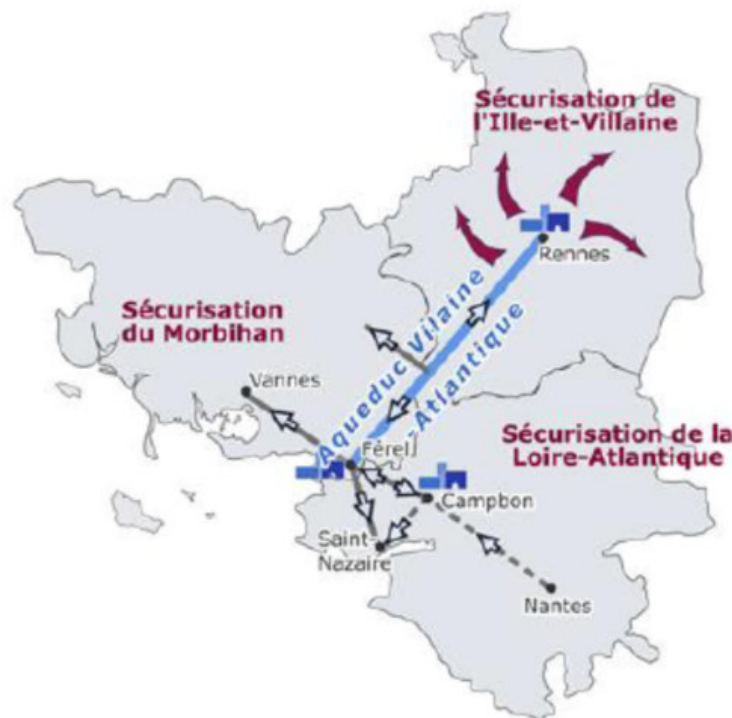 Sécurisation de
l'Ille-et-Villaine
Rennes
Sécurisation
du Morbihan
Aqueduc Vilaine
-Atlantique
Vannes
Férel
Sécurisation de la
Loire-Atlantique
Campbon
Saint-
Nazaire
Nantes